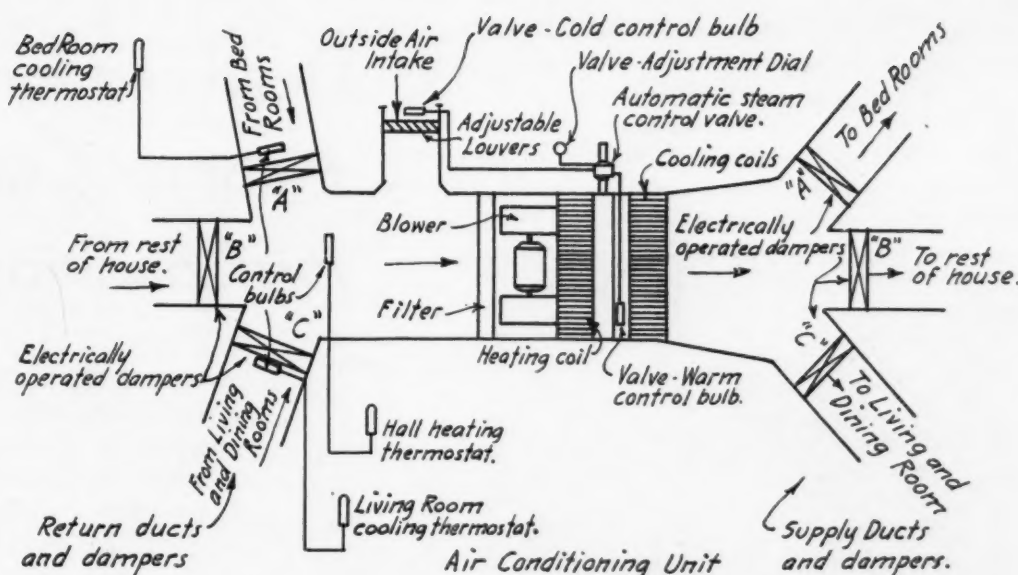 Valve-Cold control bulb
Outside Air
Intake
BedRoom
cooling
thermostat
From Bed
Rooms
Valve-Adjustment Dial
Automatic steam
control valve.
Adjustable
Louvers
Cooling coils
To Bed Rooms
"A"
"A"
Blower
Electrically
operated dampers
From rest
of house.
"B"
Control
bulbs
"B"
To rest
of house.
Filter
"C"
"C"
Heating coil
Valve-Warm
control bulb.
Electrically
operated dampers
From Living
and Dining
Rooms
Hall heating
thermostat.
To Living and
Dining Room
Living Room
cooling thermostat.
Return ducts
and dampers
Supply Ducts
and dampers.
Air Conditioning Unit